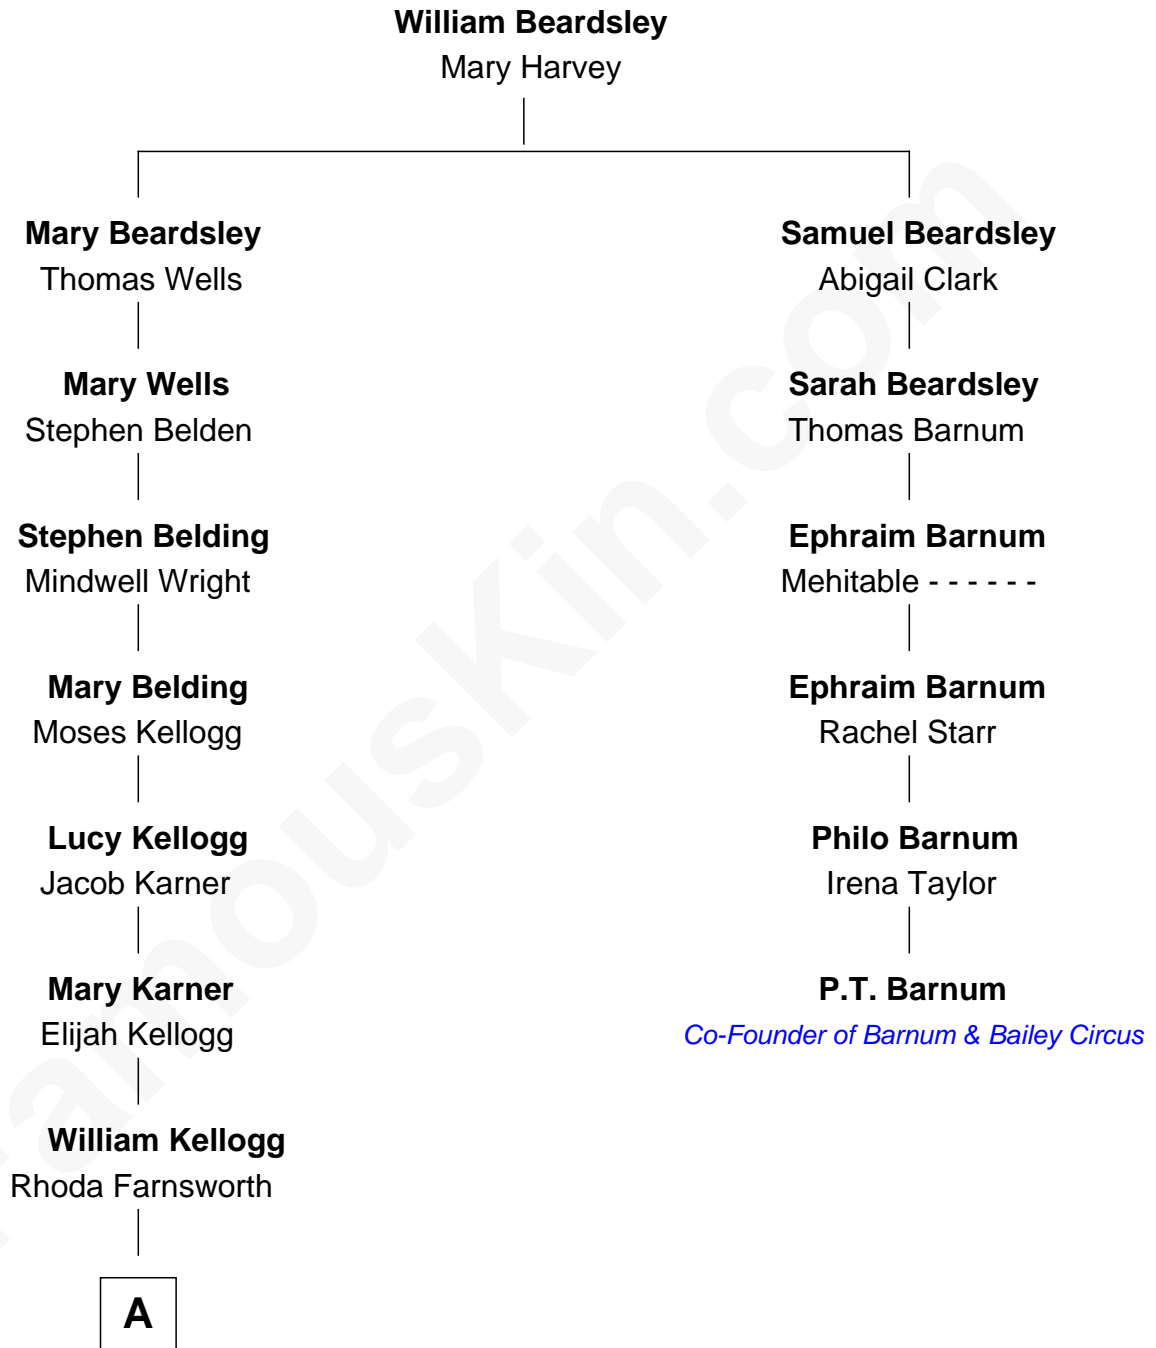 William Beardsley
Mary Harvey
Mary Beardsley
Thomas Wells
Samuel Beardsley
Abigail Clark
Mary Wells
Stephen Belden
Sarah Beardsley
Thomas Barnum
Stephen Belding
Mindwell Wright
Ephraim Barnum
Mehitable - - - - - -
Mary Belding
Moses Kellogg
Ephraim Barnum
Rachel Starr
Lucy Kellogg
Jacob Karner
Philo Barnum
Irena Taylor
Mary Karner
Elijah Kellogg
P.T. Barnum
Co-Founder of Barnum & Bailey Circus
William Kellogg
Rhoda Farnsworth
A
FamousKin.com